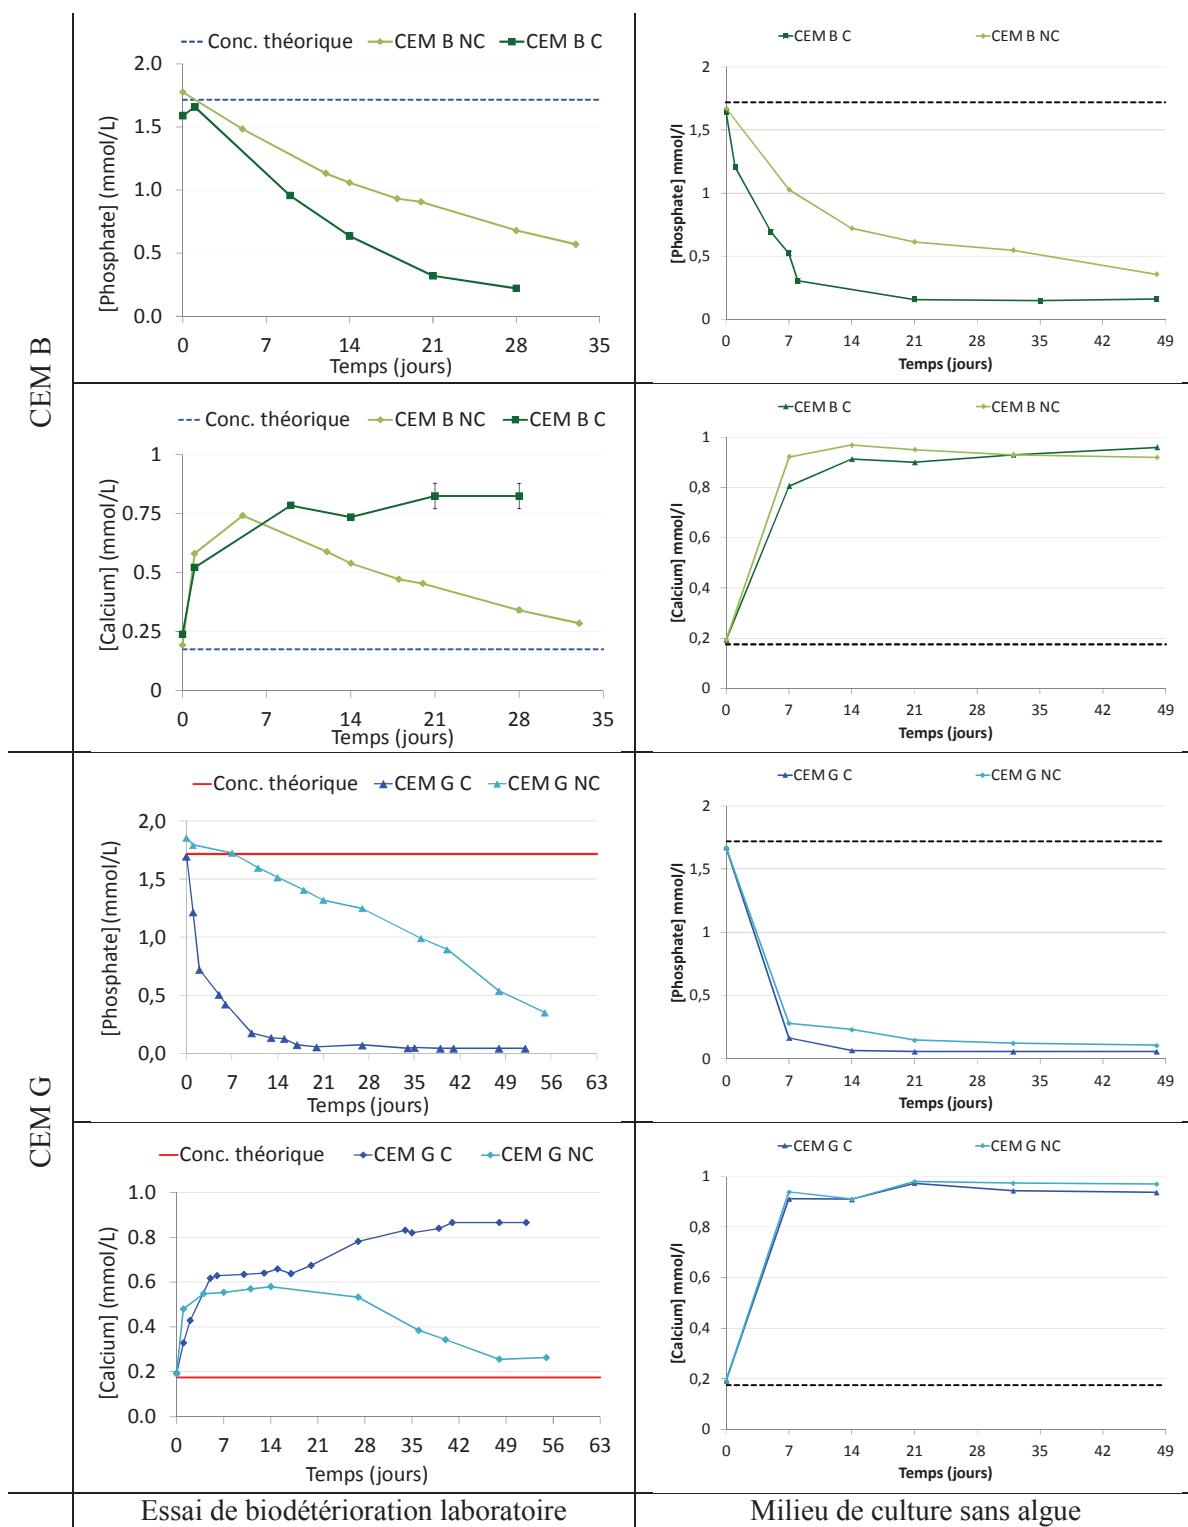 CEM B
Conc. théorique CEM B NC CEM B C
[Phosphate] (mmol/L)
2.0
1.5
1.0
0.5
0.0
0 7 14 21 28 35
Temps (jours)
CEM B C CEM B NC
[Phosphate] mmol/l
2
1,5
1
0,5
0
0 7 14 21 28 35 42 49
Temps (jours)
Conc. théorique CEM B NC CEM B C
[Calcium] (mmol/L)
1
0.75
0.5
0.25
0
0 7 14 21 28 35
Temps (jours)
CEM B C CEM B NC
[Calcium] mmol/l
1
0,8
0,6
0,4
0,2
0
0 7 14 21 28 35 42 49
Temps (jours)
CEM G
Conc. théorique CEM G C CEM G NC
[Phosphate] (mmol/L)
2,0
1,5
1,0
0,5
0,0
0 7 14 21 28 35 42 49 56 63
Temps (jours)
CEM G C CEM G NC
[Phosphate] mmol/l
2
1,5
1
0,5
0
0 7 14 21 28 35 42 49
Temps (jours)
Conc. théorique CEM G C CEM G NC
[Calcium] (mmol/L)
1.0
0.8
0.6
0.4
0.2
0.0
0 7 14 21 28 35 42 49 56 63
Temps (jours)
CEM G C CEM G NC
[Calcium] mmol/l
1
0,8
0,6
0,4
0,2
0
0 7 14 21 28 35 42 49
Temps (jours)
Essai de biodétérioration laboratoire
Milieu de culture sans algue